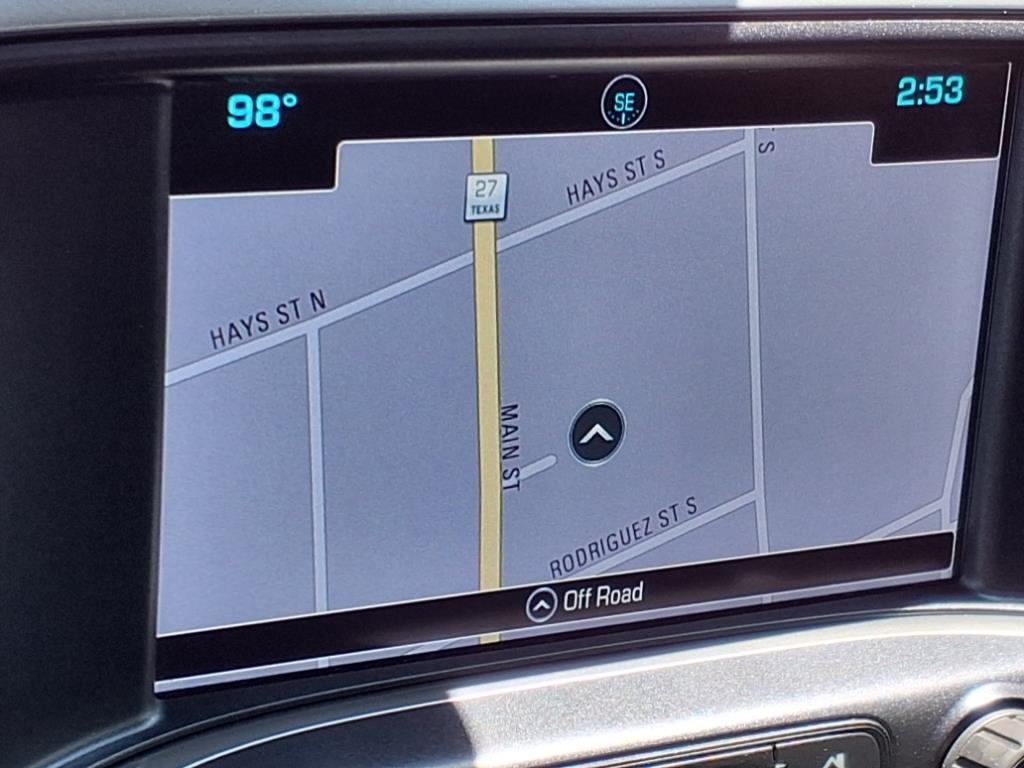 98°
SE
2:53
S
27
TEXAS
HAYS ST S
HAYS ST N
MAIN ST
RODRIGUEZ ST S
Off Road